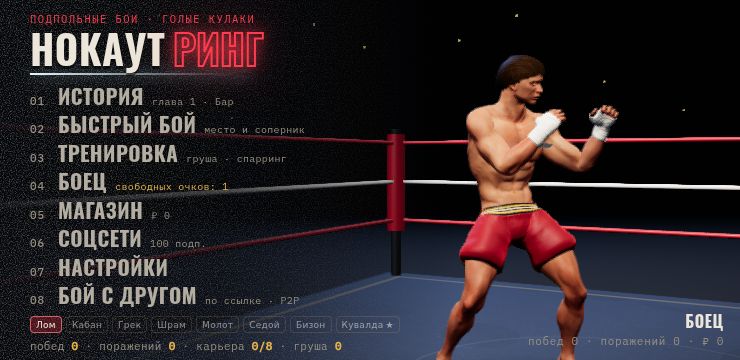 ПОДПОЛЬНЫЕ БОИ · ГОЛЫЕ КУЛАКИ
НОКАУТ РИНГ
01 ИСТОРИЯ глава 1 · Бар
02 БЫСТРЫЙ БОЙ место и соперник
03 ТРЕНИРОВКА груша · спарринг
04 БОЕЦ свободных очков: 1
05 МАГАЗИН ₽ 0
06 СОЦСЕТИ 100 подп.
07 НАСТРОЙКИ
08 БОЙ С ДРУГОМ по ссылке · P2P
Лом Кабан Грек Шрам Молот Седой Бизон Кувалда ★
побед 0 · поражений 0 · карьера 0/8 · груша 0
БОЕЦ
побед 0 · поражений 0 · ₽ 0